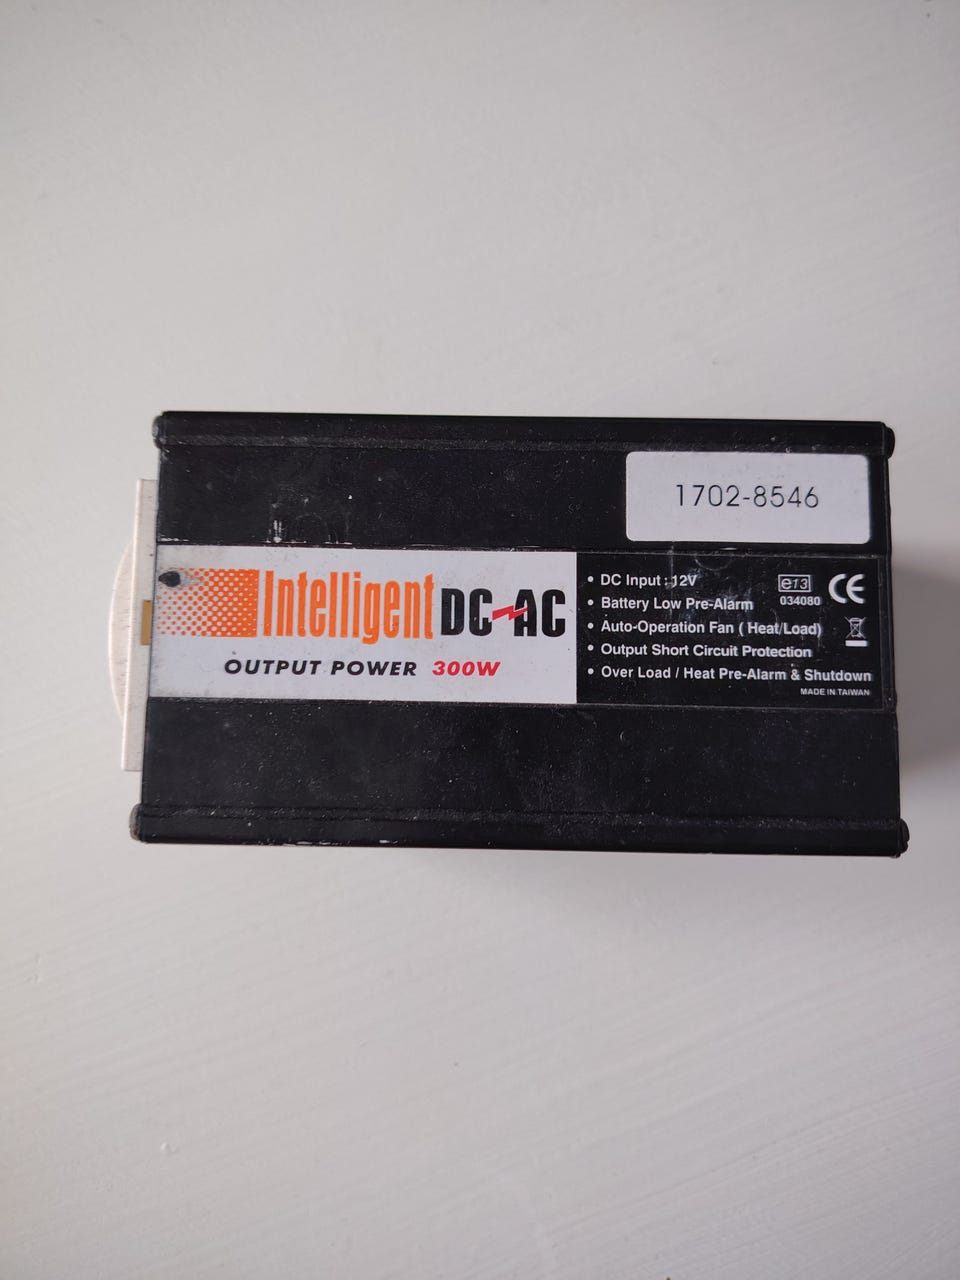 1702-8546
Intelligent DC AC
OUTPUT POWER 300W
• DC Input : 12V
• Battery Low Pre-Alarm
• Auto-Operation Fan ( Heat/Load)
• Output Short Circuit Protection
• Over Load / Heat Pre-Alarm & Shutdown
e13
034080
CE
MADE IN TAIWAN